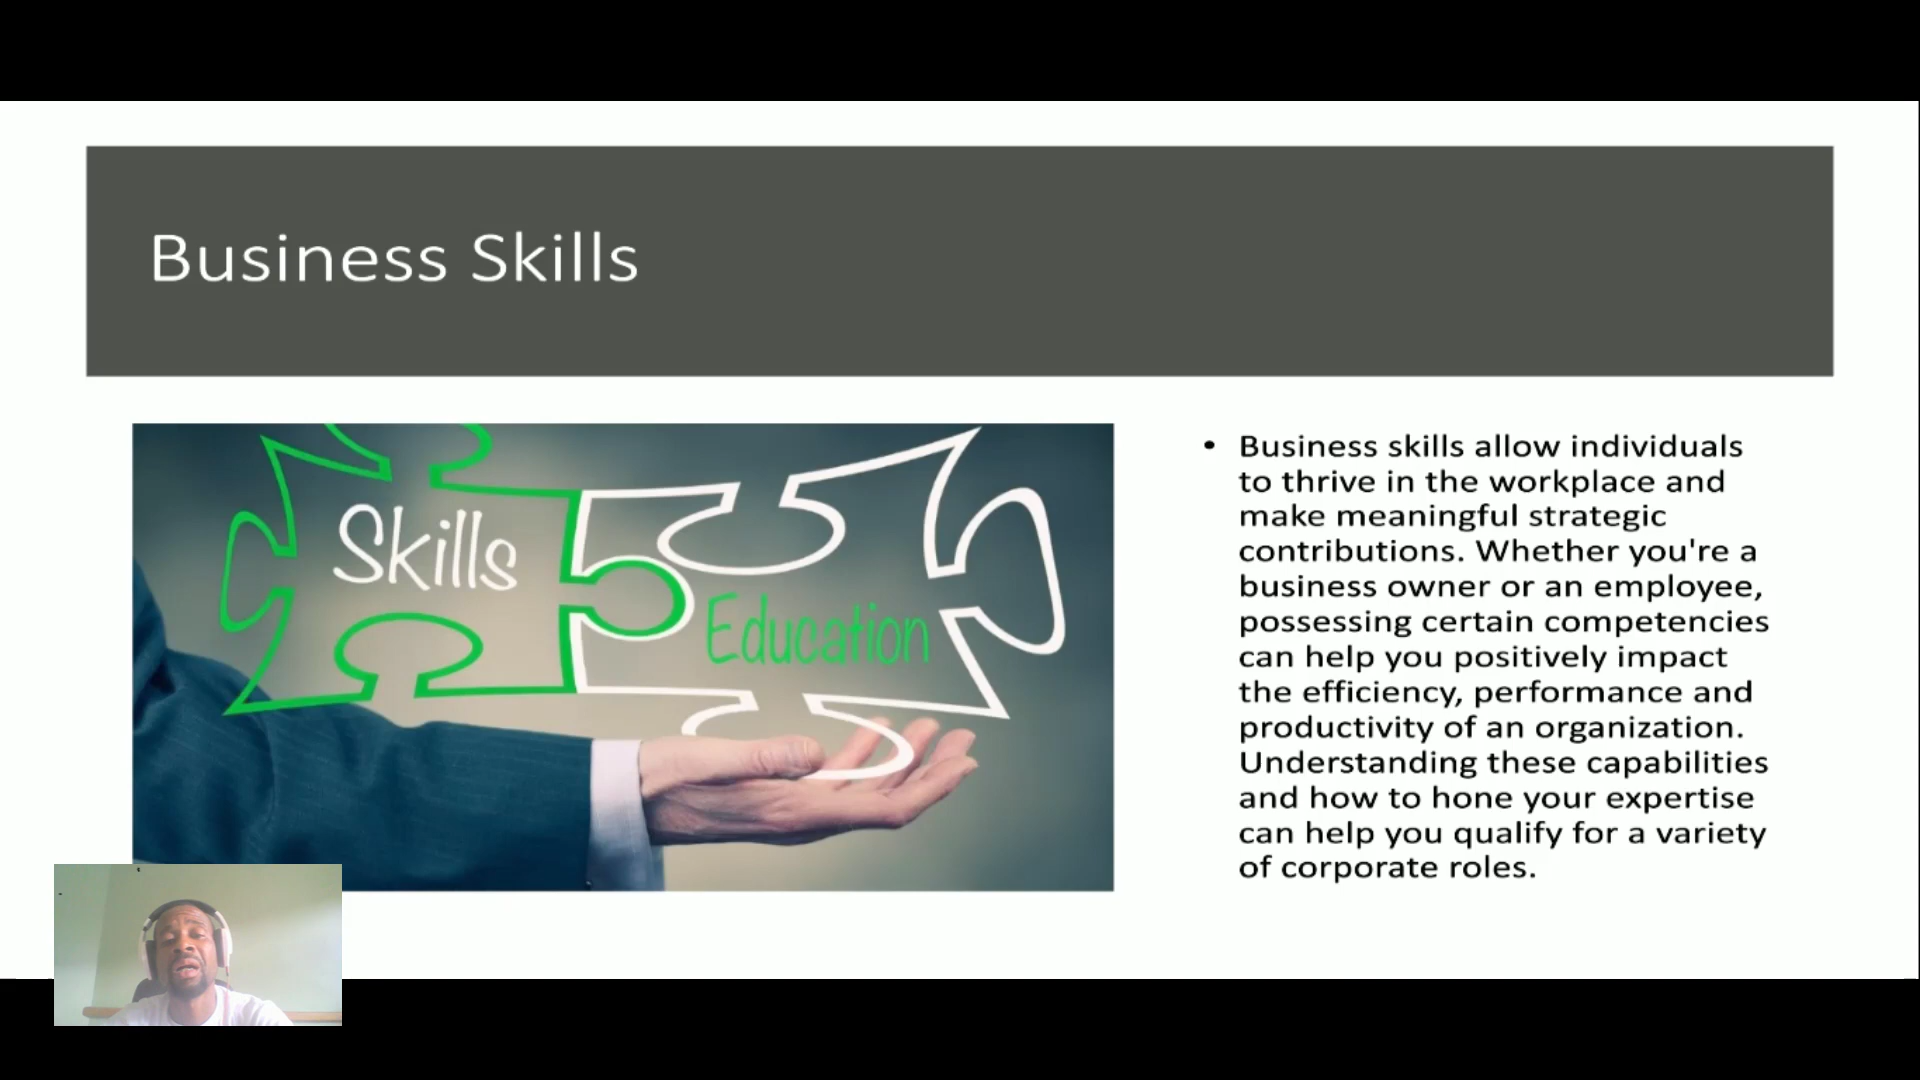 Business Skills
Skills
Education
• Business skills allow individuals
to thrive in the workplace and
make meaningful strategic
contributions. Whether you're a
business owner or an employee,
possessing certain competencies
can help you positively impact
the efficiency, performance and
productivity of an organization.
Understanding these capabilities
and how to hone your expertise
can help you qualify for a variety
of corporate roles.